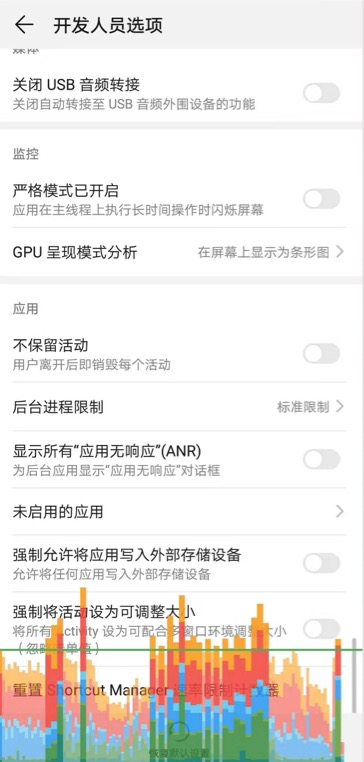 开发人员选项
媒体
关闭 USB 音频转接
关闭自动转接至 USB 音频外围设备的功能
监控
严格模式已开启
应用在主线程上执行长时间操作时闪烁屏幕
GPU 呈现模式分析
在屏幕上显示为条形图
应用
不保留活动
用户离开后即销毁每个活动
后台进程限制
标准限制
显示所有“应用无响应”(ANR)
为后台应用显示“应用无响应”对话框
未启用的应用
强制允许将应用写入外部存储设备
允许将任何应用写入外部存储设备
强制将活动设为可调整大小
将所有 Activity 设为可配合多窗口环境调整大小
（忽略清单值）
重置 Shortcut Manager 速率限制计数器
恢复默认设置